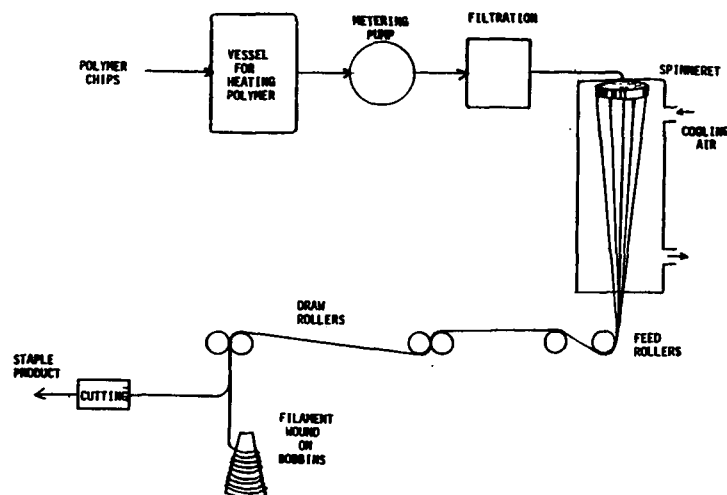 POLYMER
CHIPS
VESSEL
FOR
HEATING
POLYMER
METERING
PUMP
FILTRATION
SPINNERET
COOLING
AIR
DRAW
ROLLERS
FEED
ROLLERS
STAPLE
PRODUCT
CUTTING
FILAMENT
WOUND
ON
BOBBINS